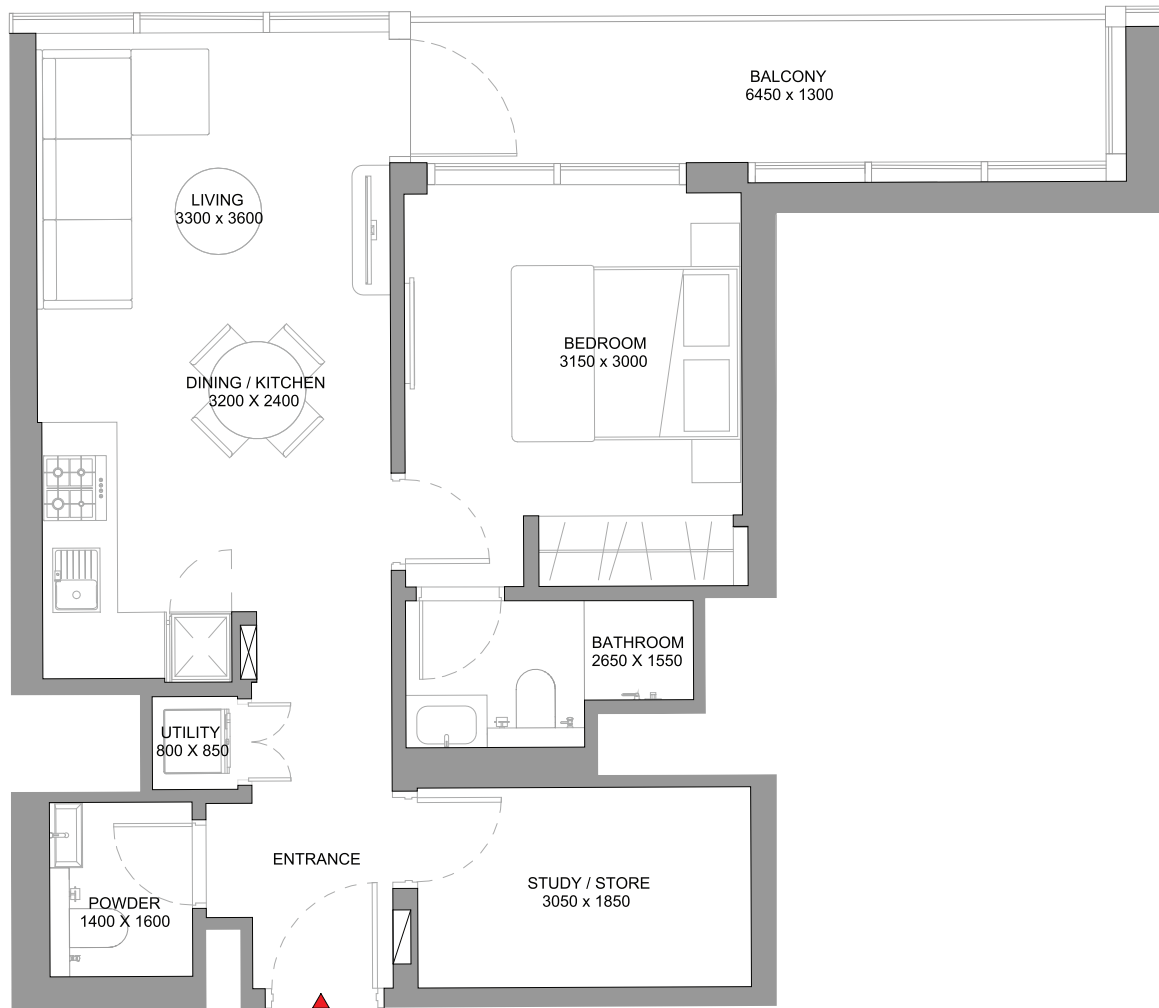 BALCONY
6450 x 1300
LIVING
3300 x 3600
BEDROOM
3150 x 3000
DINING / KITCHEN
3200 X 2400
BATHROOM
2650 X 1550
UTILITY
800 X 850
ENTRANCE
STUDY / STORE
3050 x 1850
POWDER
1400 X 1600